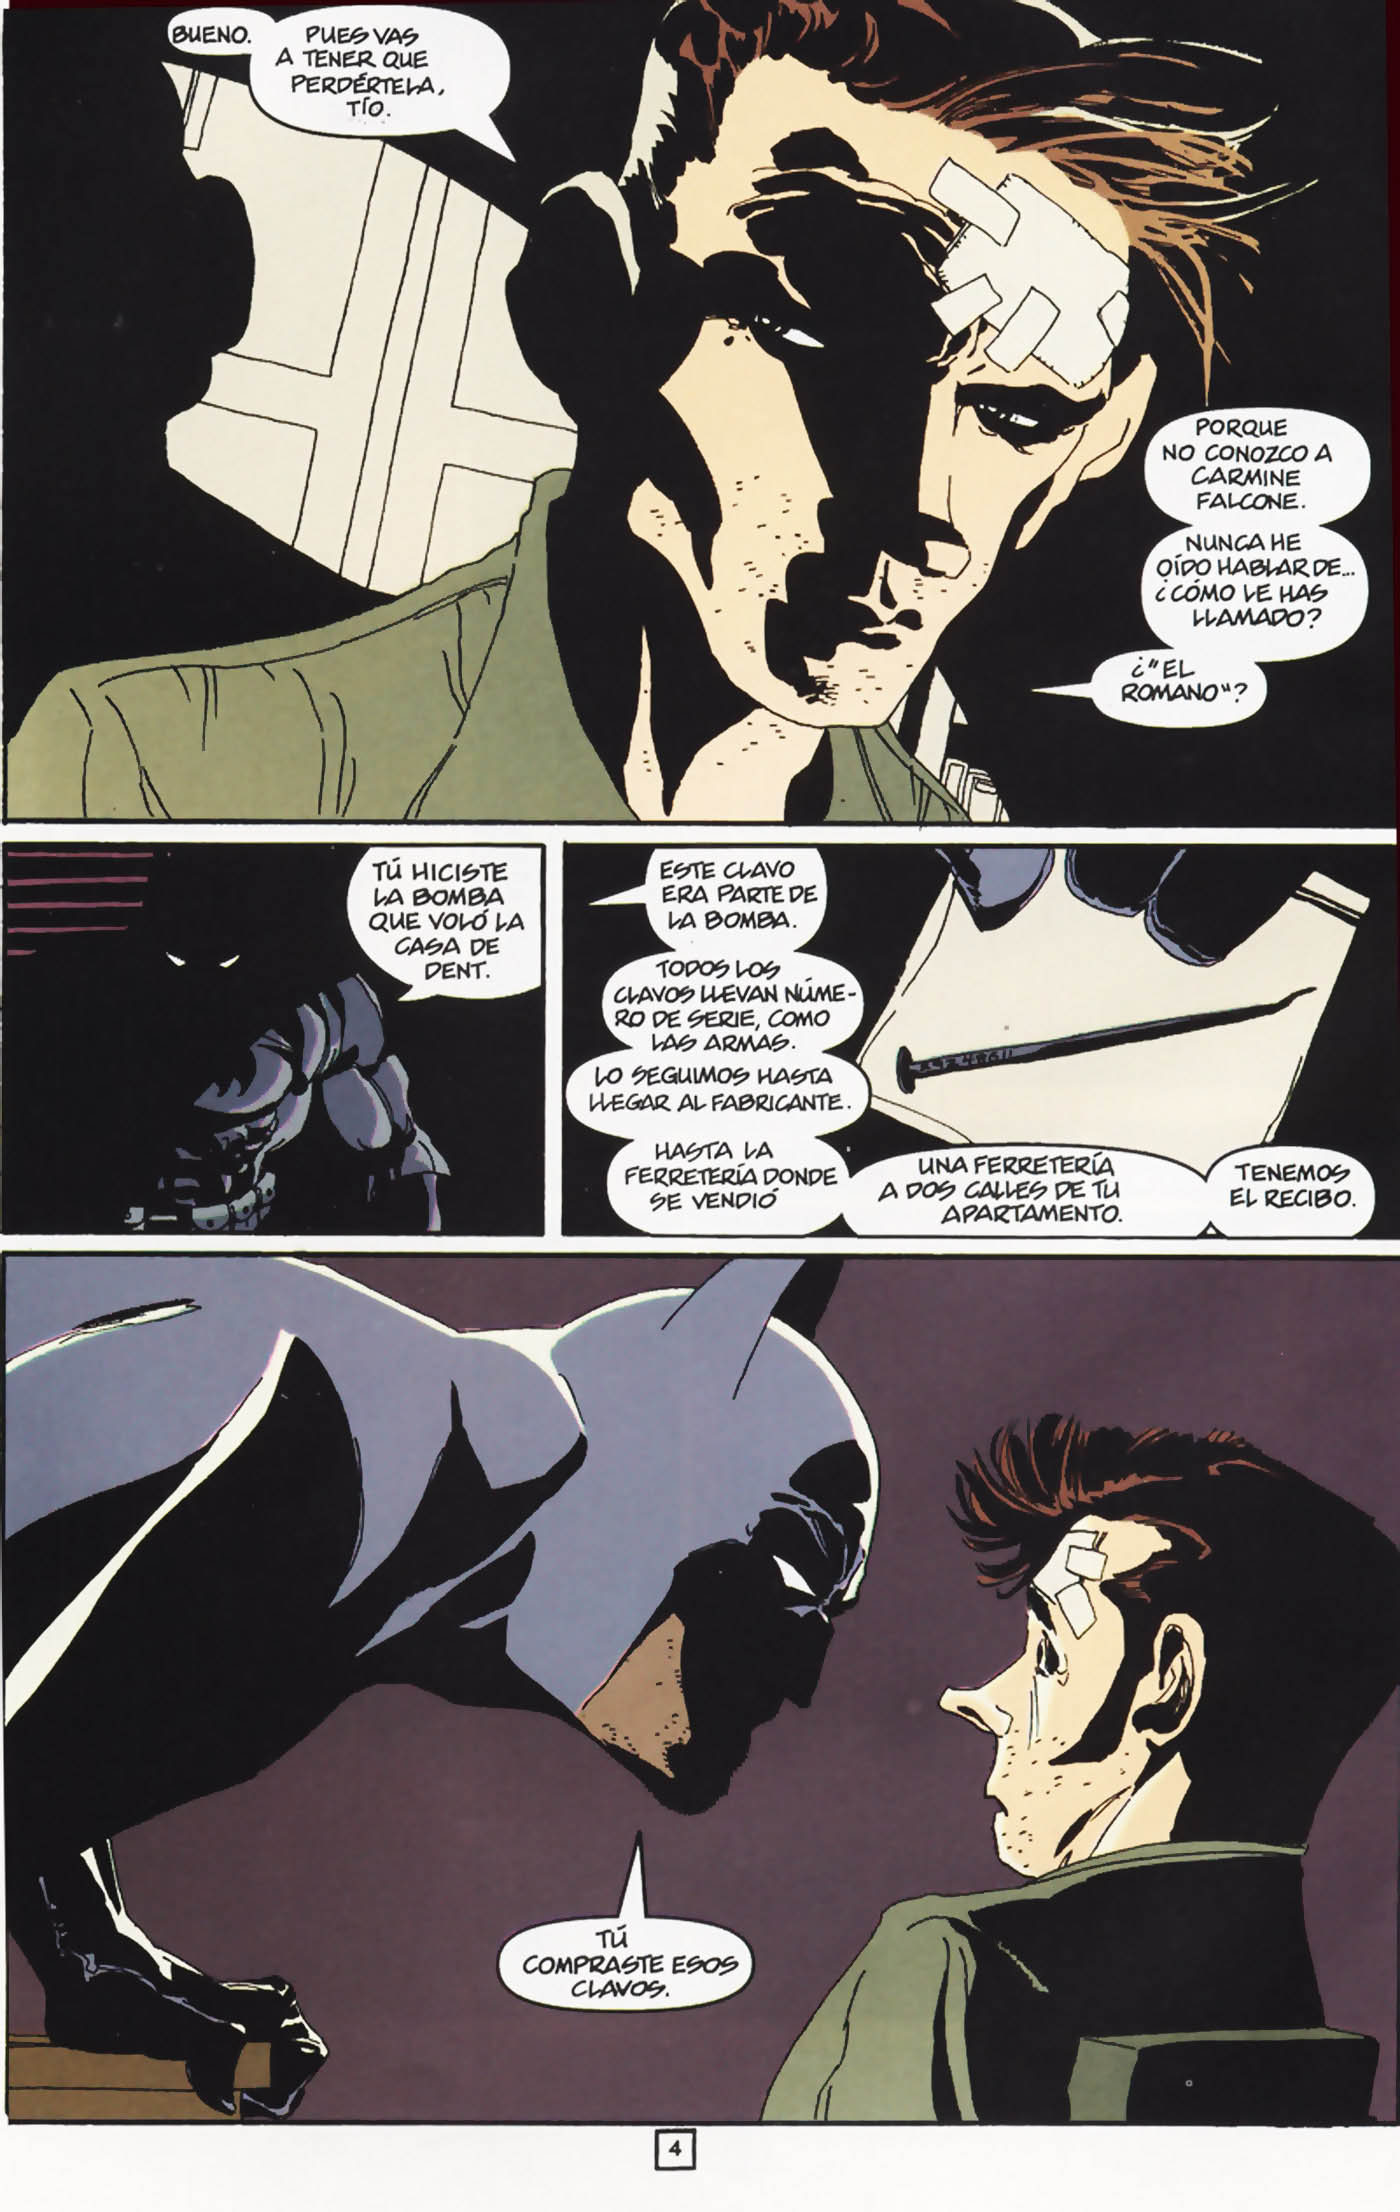 BUENO.
PUES VAS
A TENER QUE
PERDÉRTELA,
TÍO.
PORQUE
NO CONOZCO A
CARMINE
FALCONE.
NUNCA HE
OÍDO HABLAR DE...
¿CÓMO LE HAS
LLAMADO?
¿"EL
ROMANO"?
TÚ HICISTE
LA BOMBA
QUE VOLÓ LA
CASA DE
DENT.
ESTE CLAVO
ERA PARTE DE
LA BOMBA.
TODOS LOS
CLAVOS LLEVAN NÚME-
RO DE SERIE, COMO
LAS ARMAS.
LO SEGUIMOS HASTA
LLEGAR AL FABRICANTE.
HASTA LA
FERRETERÍA DONDE
SE VENDIÓ
UNA FERRETERÍA
A DOS CALLES DE TU
APARTAMENTO.
TENEMOS
EL RECIBO.
TÚ
COMPRASTE ESOS
CLAVOS.
4